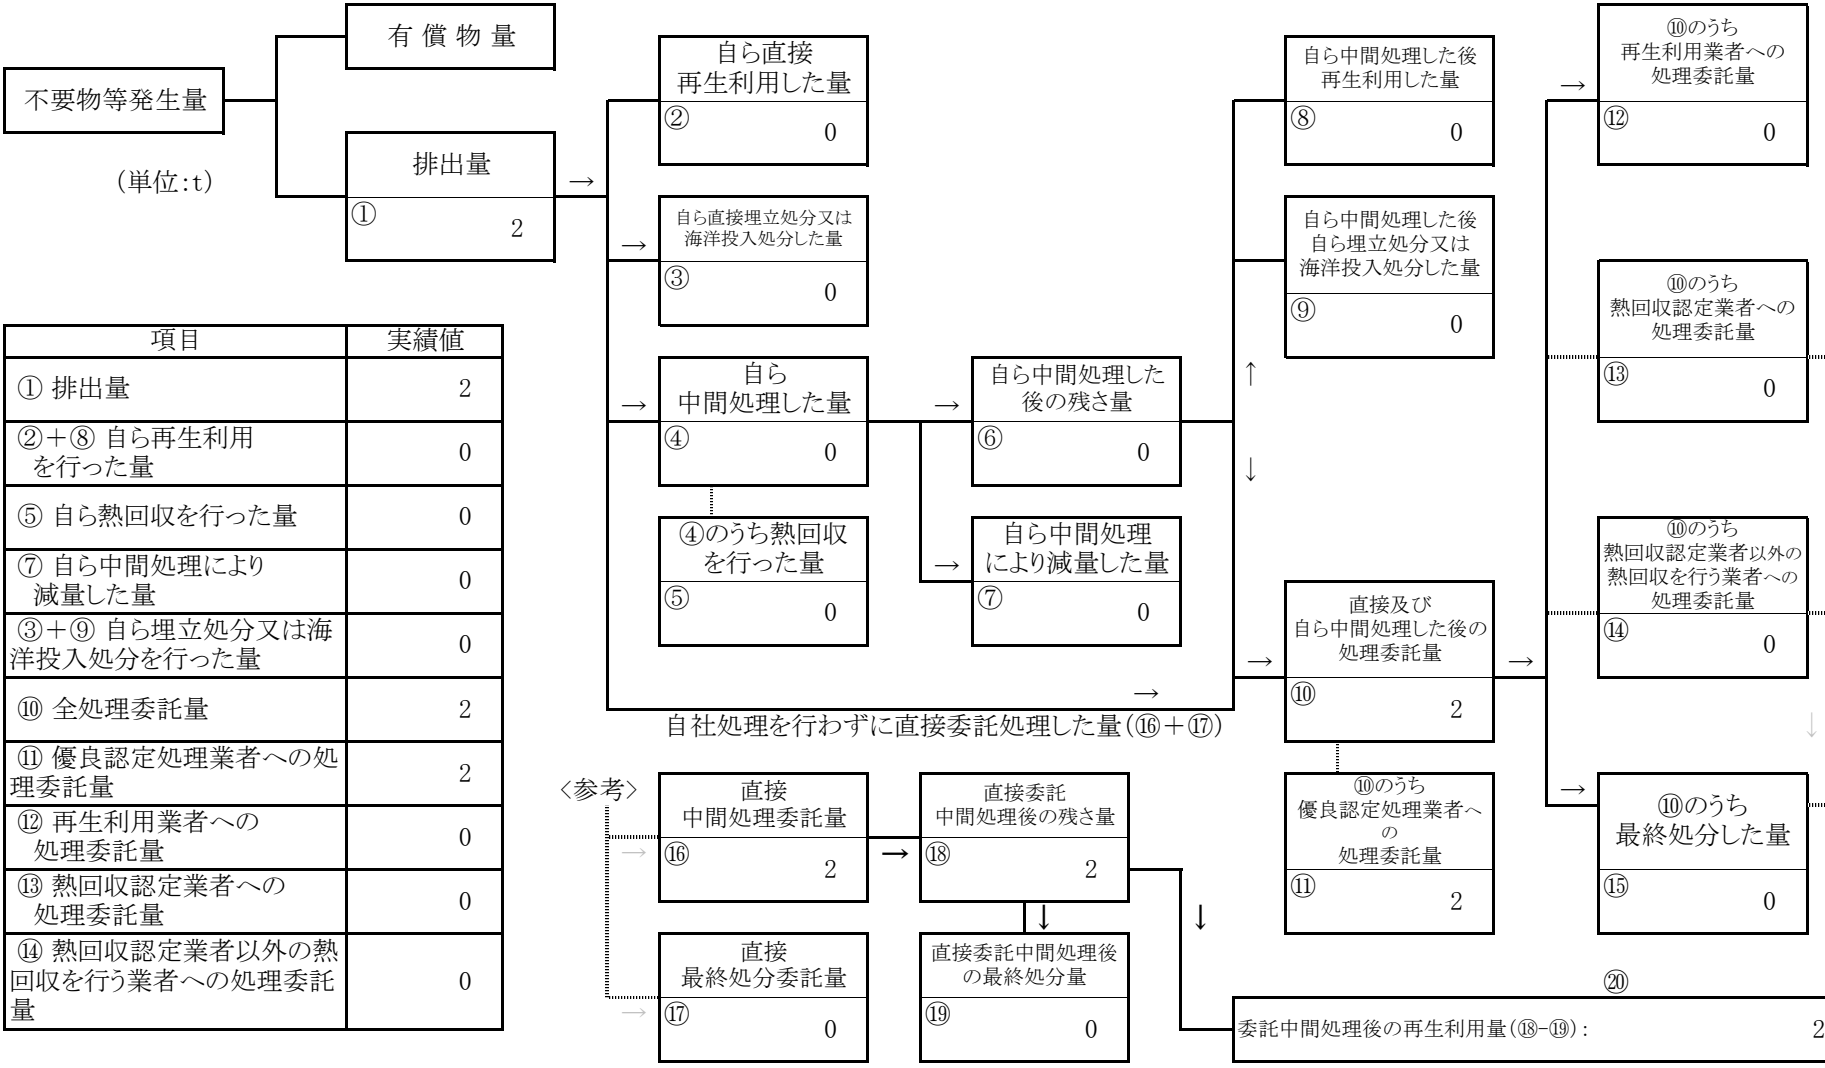 有償物量
不要物等発生量
(単位:t)
排出量
①
2
→
自ら直接
再生利用した量
②
0
→
自ら直接埋立処分又は
海洋投入処分した量
③
0
→
自ら
中間処理した量
④
0
④のうち熱回収
を行った量
⑤
0
→
自ら中間処理した
後の残さ量
⑥
0
→
自ら中間処理
により減量した量
⑦
0
自ら中間処理した後
再生利用した量
⑧
0
自ら中間処理した後
自ら埋立処分又は
海洋投入処分した量
⑨
0
↑
↓
→
直接及び
自ら中間処理した後の
処理委託量
⑩
2
→
⑩のうち
優良認定処理業者へ
の
処理委託量
⑪
2
→
⑩のうち
再生利用業者への
処理委託量
⑫
0
⑩のうち
熱回収認定業者への
処理委託量
⑬
0
⑩のうち
熱回収認定業者以外の
熱回収を行う業者への
処理委託量
⑭
0
↓
→
⑩のうち
最終処分した量
⑮
0
→
自社処理を行わずに直接委託処理した量(⑯+⑰)
<参考>
→
直接
中間処理委託量
⑯
2
→
直接委託
中間処理後の残さ量
⑱
2
↓
↓
→
直接
最終処分委託量
⑰
0
直接委託中間処理後
の最終処分量
⑲
0
⑳
委託中間処理後の再生利用量(⑱-⑲): 2
項目 実績値
① 排出量 2
②+⑧ 自ら再生利用
を行った量 0
⑤ 自ら熱回収を行った量 0
⑦ 自ら中間処理により
減量した量 0
③+⑨ 自ら埋立処分又は海
洋投入処分を行った量 0
⑩ 全処理委託量 2
⑪ 優良認定処理業者への処
理委託量 2
⑫ 再生利用業者への
処理委託量 0
⑬ 熱回収認定業者への
処理委託量 0
⑭ 熱回収認定業者以外の熱
回収を行う業者への処理委託 0
量